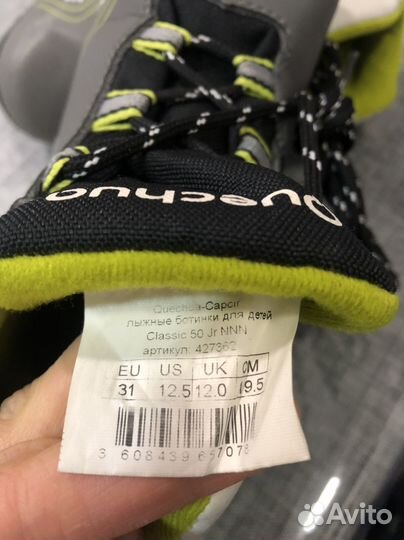 Quechua
Quechua-Capcir
лыжные ботинки для детей
Classic 50 Jr NNN
артикул: 427362
EU US UK CM
31 12.5 12.0 19.5
3 608439 657078
Avito